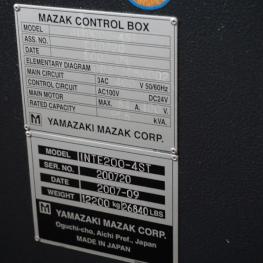 MAZAK CONTROL BOX
MODEL
ASS. NO.
DATE
ELEMENTARY DIAGRAM
MAIN CIRCUIT 3AC V 50/60Hz
CONTROL CIRCUIT AC100V DC24V
MAIN MOTOR MAX. A. V
RATED CAPACITY kVA.
M YAMAZAKI MAZAK CORP.
MODEL INTE200-4ST
SER. NO. 200720
DATE 2007-09
WEIGHT 12200 kg 26840 LBS
M YAMAZAKI MAZAK CORP.
Oguchi-cho, Aichi Pref., Japan
MADE IN JAPAN